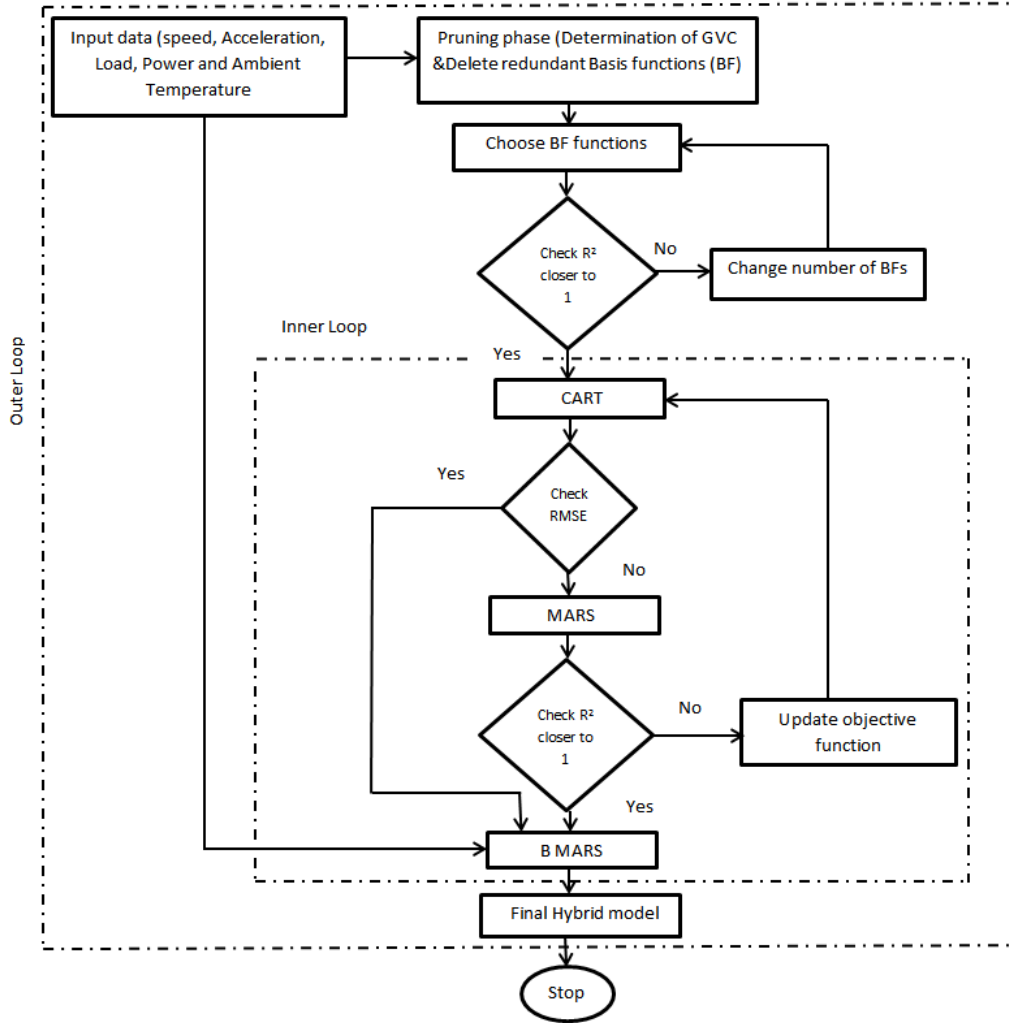 Input data (speed, Acceleration,
Load, Power and Ambient
Temperature
Pruning phase (Determination of GVC
&Delete redundant Basis functions (BF)
Choose BF functions
Check R²
closer to
1
No
Change number of BFs
Outer Loop
Inner Loop
Yes
CART
Yes
Check
RMSE
No
MARS
Check R²
closer to
1
No
Update objective
function
Yes
B MARS
Final Hybrid model
Stop